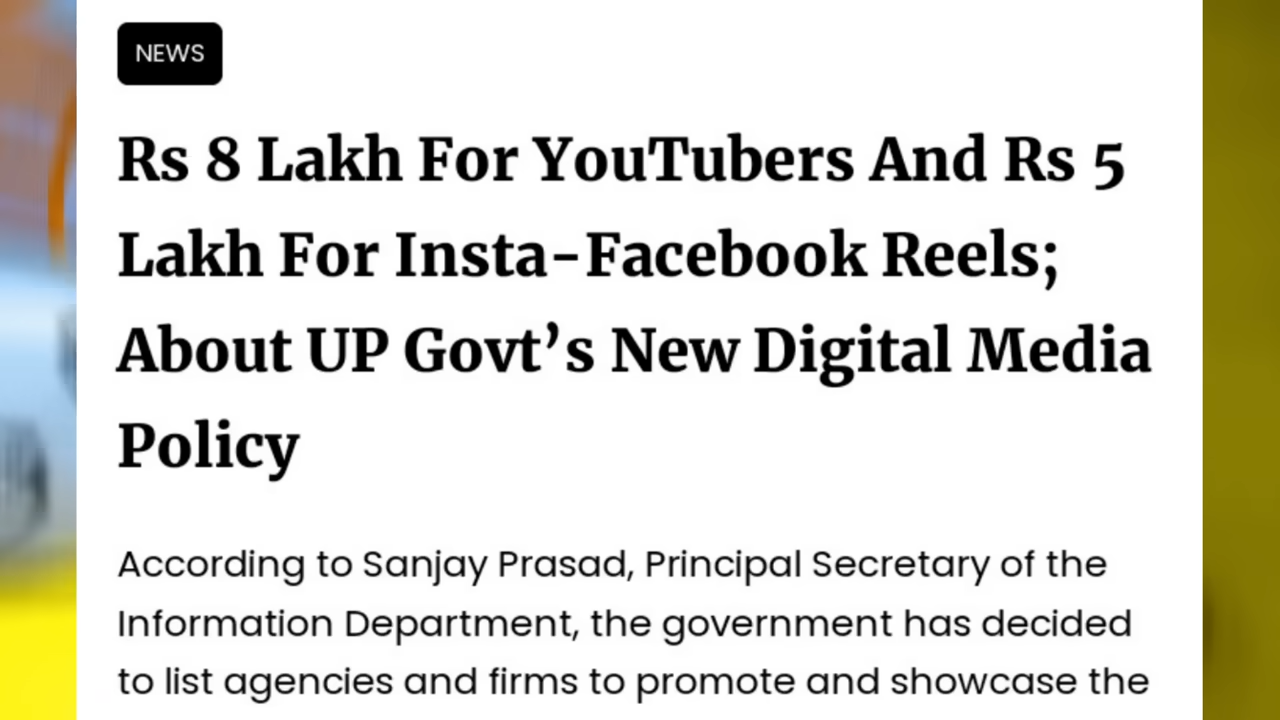 NEWS
Rs 8 Lakh For YouTubers And Rs 5
Lakh For Insta-Facebook Reels;
About UP Govt’s New Digital Media
Policy
According to Sanjay Prasad, Principal Secretary of the
Information Department, the government has decided
to list agencies and firms to promote and showcase the